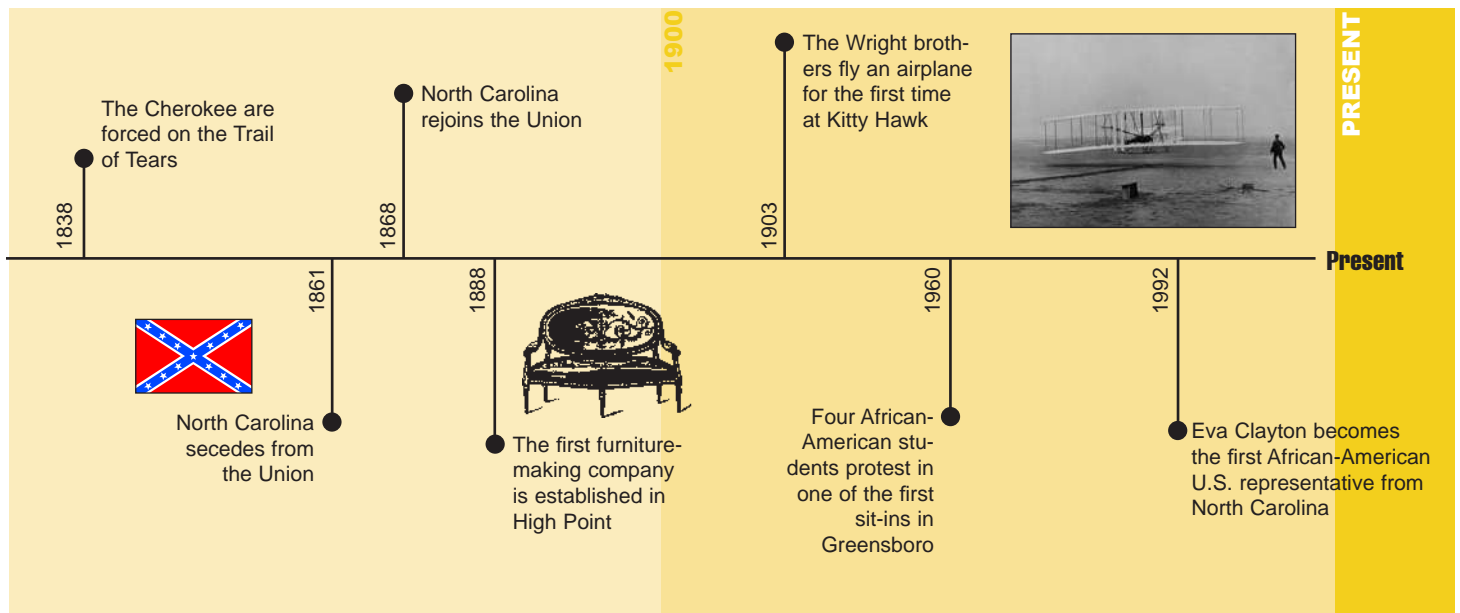 1838
The Cherokee are
forced on the Trail
of Tears
1861
North Carolina
secedes from
the Union
1868
North Carolina
rejoins the Union
1888
The first furniture-
making company
is established in
High Point
1900
1903
The Wright broth-
ers fly an airplane
for the first time
at Kitty Hawk
1960
Four African-
American stu-
dents protest in
one of the first
sit-ins in
Greensboro
1992
Eva Clayton becomes
the first African-American
U.S. representative from
North Carolina
PRESENT
Present